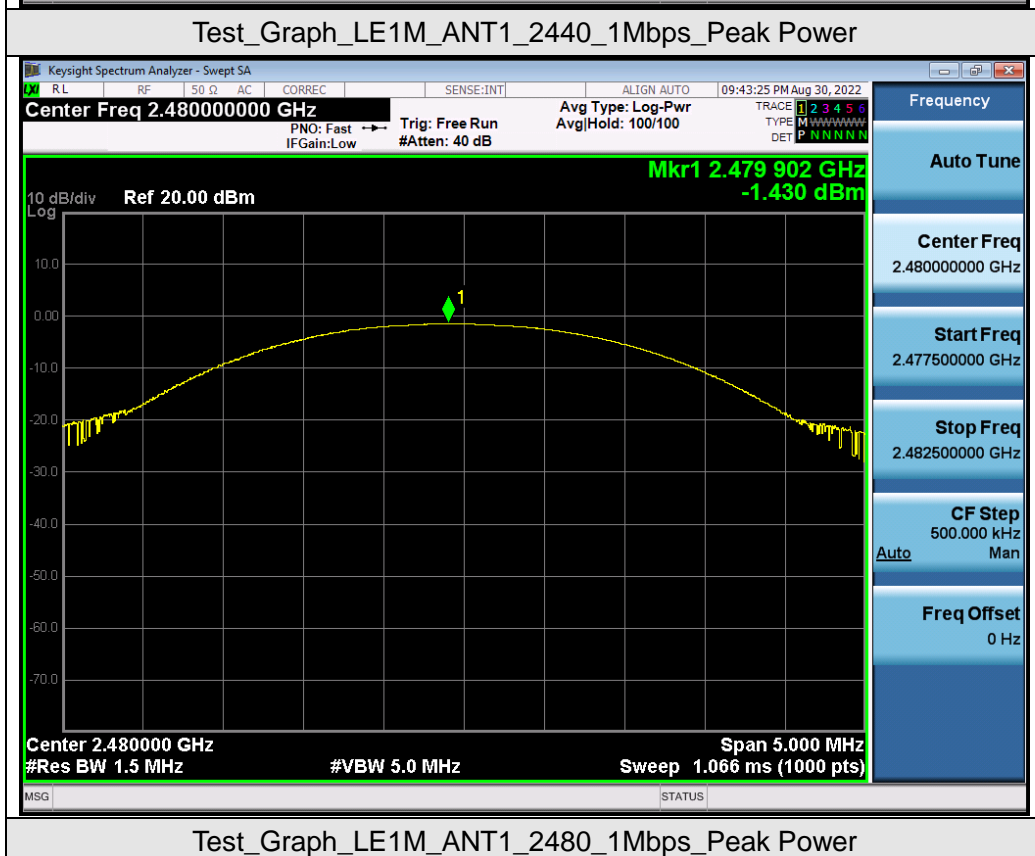 Test_Graph_LE1M_ANT1_2440_1Mbps_Peak Power
Keysight Spectrum Analyzer - Swept SA
LXI RL RF 50 Ω AC CORREC SENSE:INT ALIGN AUTO 09:43:25 PM Aug 30, 2022
Center Freq 2.480000000 GHz
PNO: Fast
IFGain:Low
Trig: Free Run
#Atten: 40 dB
Avg Type: Log-Pwr
Avg|Hold: 100/100
TRACE 1 2 3 4 5 6
TYPE M WWWWW
DET P N N N N N
Mkr1 2.479 902 GHz
-1.430 dBm
10 dB/div Ref 20.00 dBm
Log
10.0
0.00
-10.0
-20.0
-30.0
-40.0
-50.0
-60.0
-70.0
1
Center 2.480000 GHz Span 5.000 MHz
#Res BW 1.5 MHz #VBW 5.0 MHz Sweep 1.066 ms (1000 pts)
MSG STATUS
Frequency
Auto Tune
Center Freq
2.480000000 GHz
Start Freq
2.477500000 GHz
Stop Freq
2.482500000 GHz
CF Step
500.000 kHz
Auto Man
Freq Offset
0 Hz
Test_Graph_LE1M_ANT1_2480_1Mbps_Peak Power